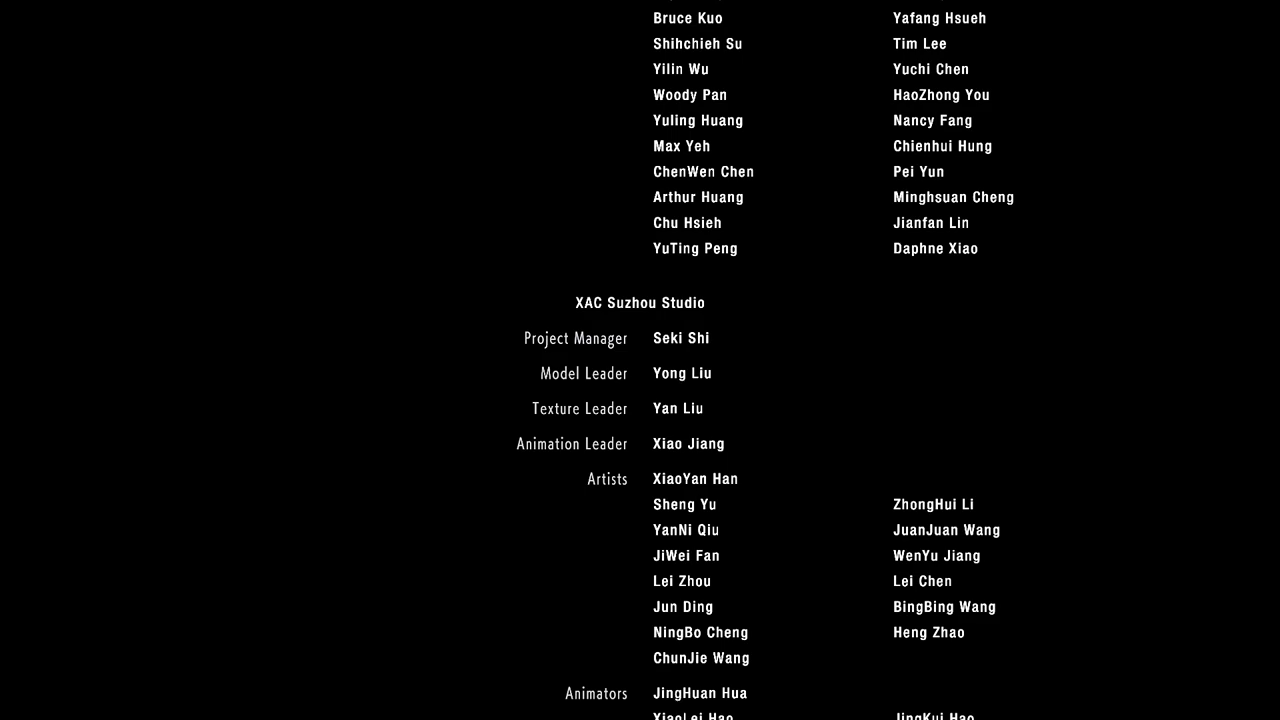 Bruce Kuo Yafang Hsueh
Shihchieh Su Tim Lee
Yilin Wu Yuchi Chen
Woody Pan HaoZhong You
Yuling Huang Nancy Fang
Max Yeh Chienhui Hung
ChenWen Chen Pei Yun
Arthur Huang Minghsuan Cheng
Chu Hsieh Jianfan Lin
YuTing Peng Daphne Xiao
XAC Suzhou Studio
Project Manager Seki Shi
Model Leader Yong Liu
Texture Leader Yan Liu
Animation Leader Xiao Jiang
Artists XiaoYan Han
Sheng Yu ZhongHui Li
YanNi Qiu JuanJuan Wang
JiWei Fan WenYu Jiang
Lei Zhou Lei Chen
Jun Ding BingBing Wang
NingBo Cheng Heng Zhao
ChunJie Wang
Animators JingHuan Hua
XiaoLei Hao JingKui Hao